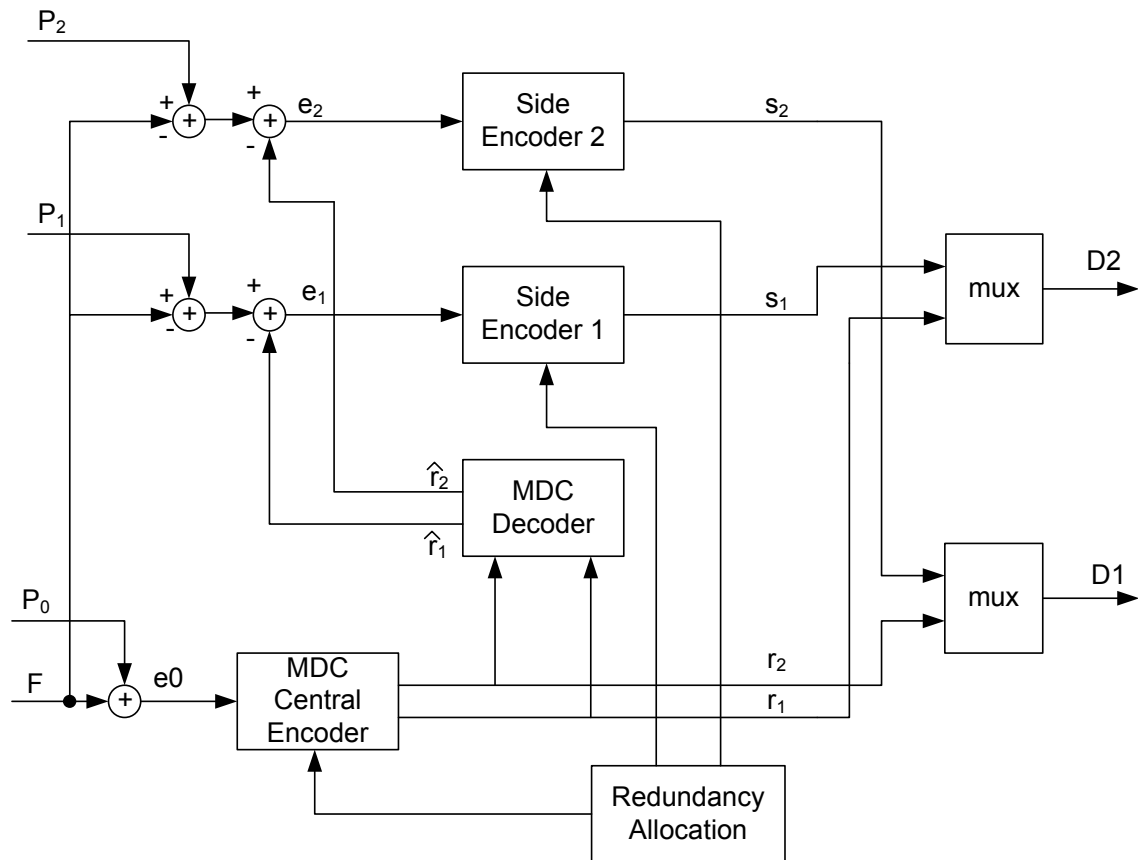 P₂
+
-
+
+
-
+
e₂
Side
Encoder 2
s₂
P₁
+
-
+
+
-
+
e₁
Side
Encoder 1
s₁
mux
D2
r̂₂
r̂₁
MDC
Decoder
mux
D1
P₀
F
+
e0
MDC
Central
Encoder
r₂
r₁
Redundancy
Allocation